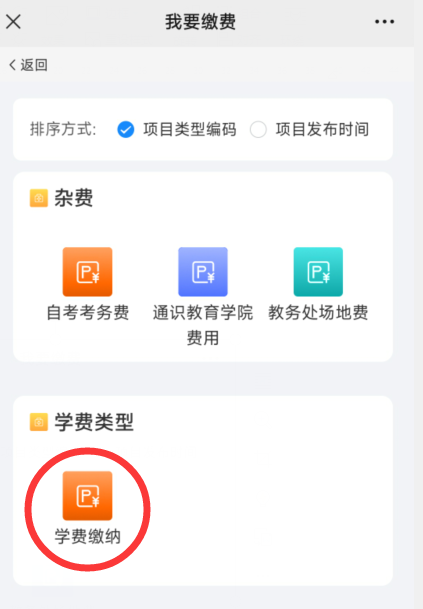 我要缴费
返回
排序方式: 项目类型编码 项目发布时间
杂费
自考考务费 通识教育学院费用 教务处场地费
学费类型
学费缴纳